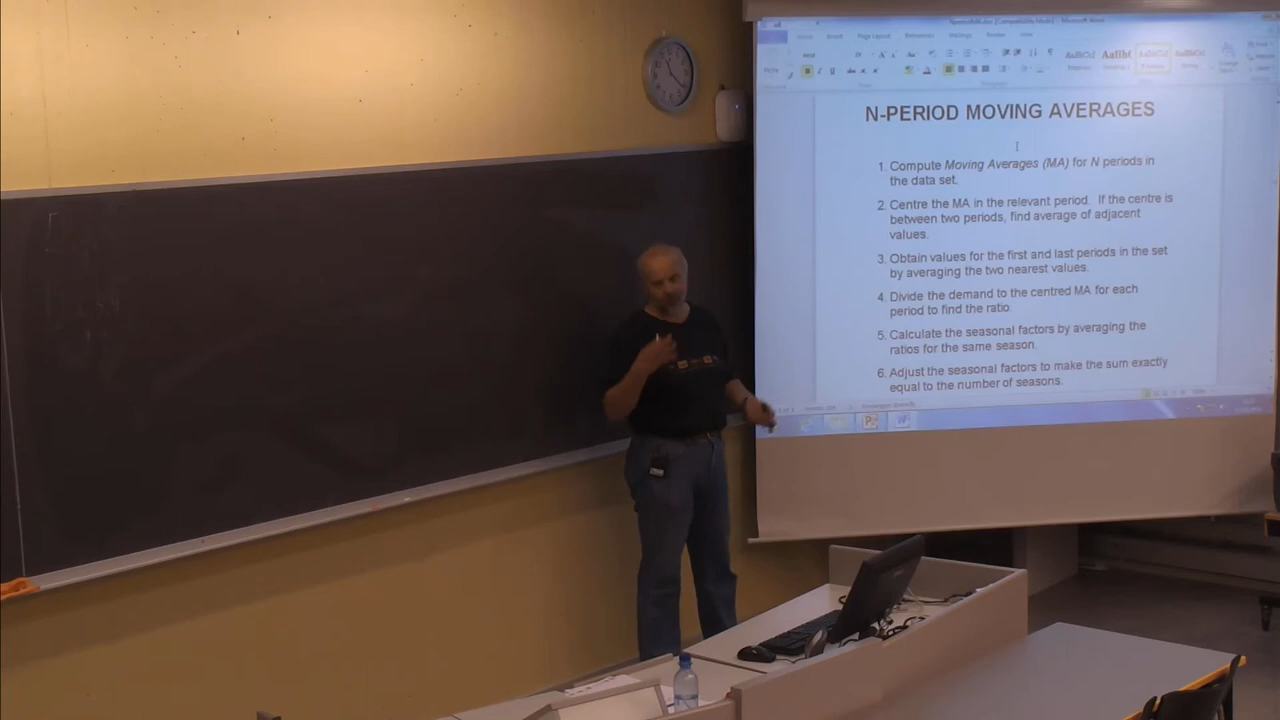 N-PERIOD MOVING AVERAGES
1. Compute Moving Averages (MA) for N periods in
the data set.
2. Centre the MA in the relevant period. If the centre is
between two periods, find average of adjacent
values.
3. Obtain values for the first and last periods in the set
by averaging the two nearest values.
4. Divide the demand to the centred MA for each
period to find the ratio.
5. Calculate the seasonal factors by averaging the
ratios for the same season.
6. Adjust the seasonal factors to make the sum exactly
equal to the number of seasons.